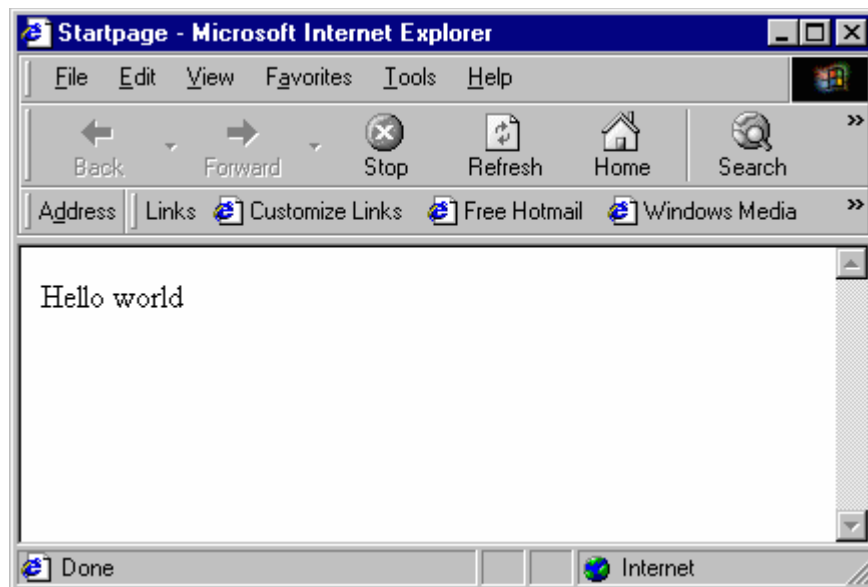 Startpage - Microsoft Internet Explorer
File Edit View Favorites Tools Help
Back Forward Stop Refresh Home Search »
Address Links Customize Links Free Hotmail Windows Media »
Hello world
Done Internet